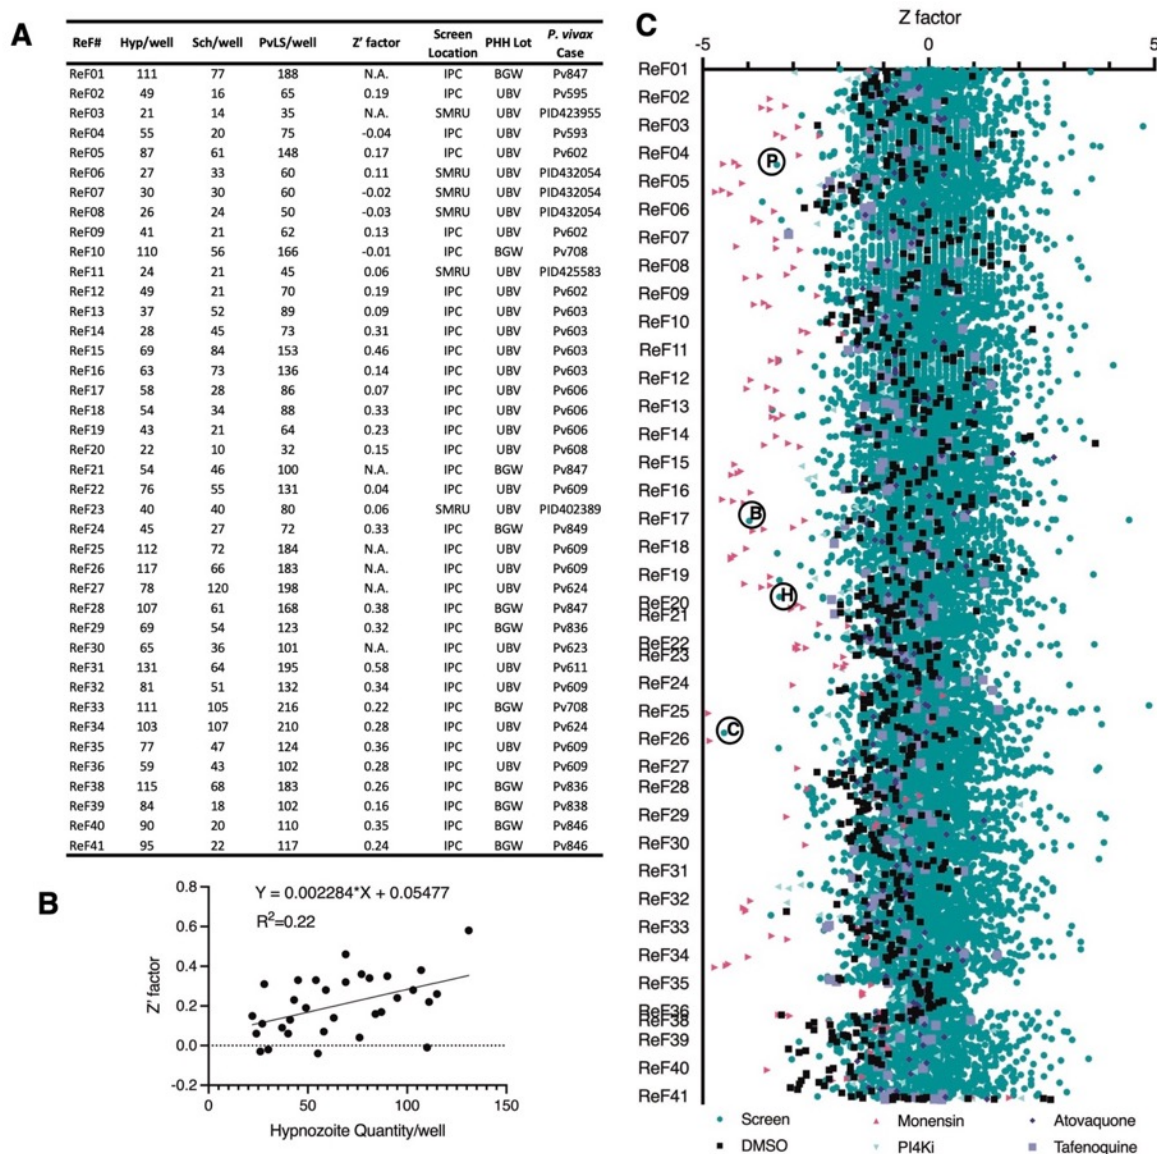 A
ReF# Hyp/well Sch/well PvLS/well Z' factor Screen Location PHH Lot P. vivax Case
ReF01 111 77 188 N.A. IPC BGW Pv847
ReF02 49 16 65 0.19 IPC UBV Pv595
ReF03 21 14 35 N.A. SMRU UBV PID423955
ReF04 55 20 75 -0.04 IPC UBV Pv593
ReF05 87 61 148 0.17 IPC UBV Pv602
ReF06 27 33 60 0.11 SMRU UBV PID432054
ReF07 30 30 60 -0.02 SMRU UBV PID432054
ReF08 26 24 50 -0.03 SMRU UBV PID432054
ReF09 41 21 62 0.13 IPC UBV Pv602
ReF10 110 56 166 -0.01 IPC BGW Pv708
ReF11 24 21 45 0.06 SMRU UBV PID425583
ReF12 49 21 70 0.19 IPC UBV Pv602
ReF13 37 52 89 0.09 IPC UBV Pv603
ReF14 28 45 73 0.31 IPC UBV Pv603
ReF15 69 84 153 0.46 IPC UBV Pv603
ReF16 63 73 136 0.14 IPC UBV Pv603
ReF17 58 28 86 0.07 IPC UBV Pv606
ReF18 54 34 88 0.33 IPC UBV Pv606
ReF19 43 21 64 0.23 IPC UBV Pv606
ReF20 22 10 32 0.15 IPC UBV Pv608
ReF21 54 46 100 N.A. IPC BGW Pv847
ReF22 76 55 131 0.04 IPC UBV Pv609
ReF23 40 40 80 0.06 SMRU UBV PID402389
ReF24 45 27 72 0.33 IPC BGW Pv849
ReF25 112 72 184 N.A. IPC UBV Pv609
ReF26 117 66 183 N.A. IPC UBV Pv609
ReF27 78 120 198 N.A. IPC UBV Pv624
ReF28 107 61 168 0.38 IPC BGW Pv847
ReF29 69 54 123 0.32 IPC BGW Pv836
ReF30 65 36 101 N.A. IPC UBV Pv623
ReF31 131 64 195 0.58 IPC UBV Pv611
ReF32 81 51 132 0.34 IPC UBV Pv609
ReF33 111 105 216 0.22 IPC BGW Pv708
ReF34 103 107 210 0.28 IPC UBV Pv624
ReF35 77 47 124 0.36 IPC UBV Pv609
ReF36 59 43 102 0.28 IPC UBV Pv609
ReF38 115 68 183 0.26 IPC BGW Pv836
ReF39 84 18 102 0.16 IPC BGW Pv838
ReF40 90 20 110 0.35 IPC BGW Pv846
ReF41 95 22 117 0.24 IPC BGW Pv846
B
Y = 0.002284*X + 0.05477
R²=0.22
Z' factor
0.8
0.6
0.4
0.2
0.0
-0.2
0 50 100 150
Hypnozoite Quantity/well
C
Z factor
-5 0 5
ReF01
ReF02
ReF03
ReF04
P
ReF05
ReF06
ReF07
ReF08
ReF09
ReF10
ReF11
ReF12
ReF13
ReF14
ReF15
ReF16
ReF17
B
ReF18
ReF19
H
ReF20
ReF21
ReF22
ReF23
ReF24
ReF25
C
ReF26
ReF27
ReF28
ReF29
ReF30
ReF31
ReF32
ReF33
ReF34
ReF35
ReF36
ReF38
ReF39
ReF40
ReF41
Screen Monensin Atovaquone
DMSO PI4Ki Tafenoquine